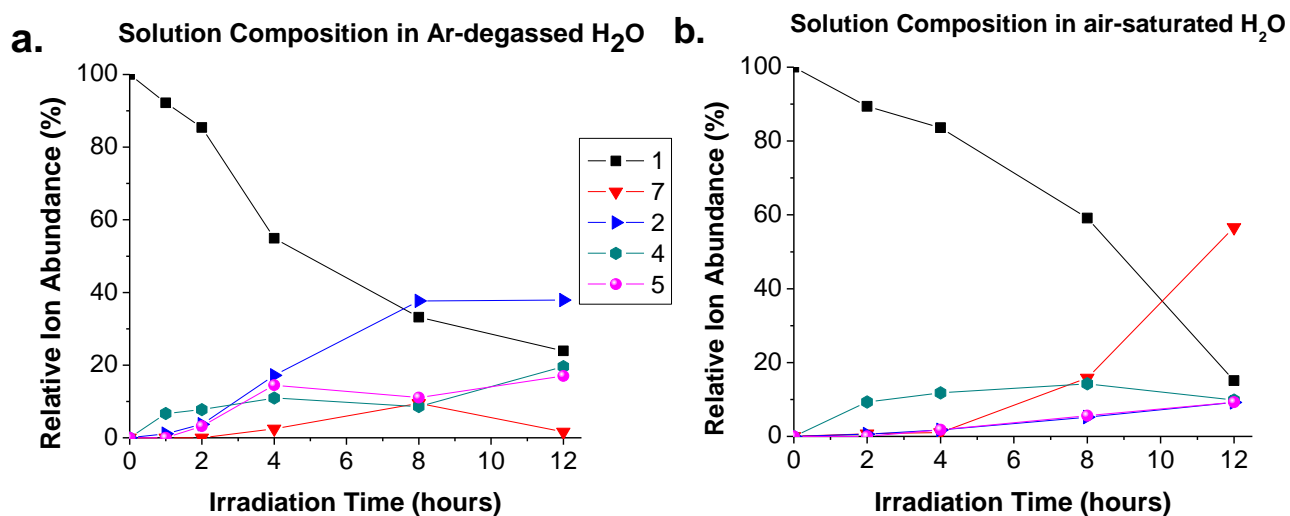 a.
Solution Composition in Ar-degassed H₂O
100
80
60
40
20
0
0 2 4 6 8 10 12
Relative Ion Abundance (%)
Irradiation Time (hours)
1
7
2
4
5
b.
Solution Composition in air-saturated H₂O
100
80
60
40
20
0
0 2 4 6 8 10 12
Relative Ion Abundance (%)
Irradiation Time (hours)